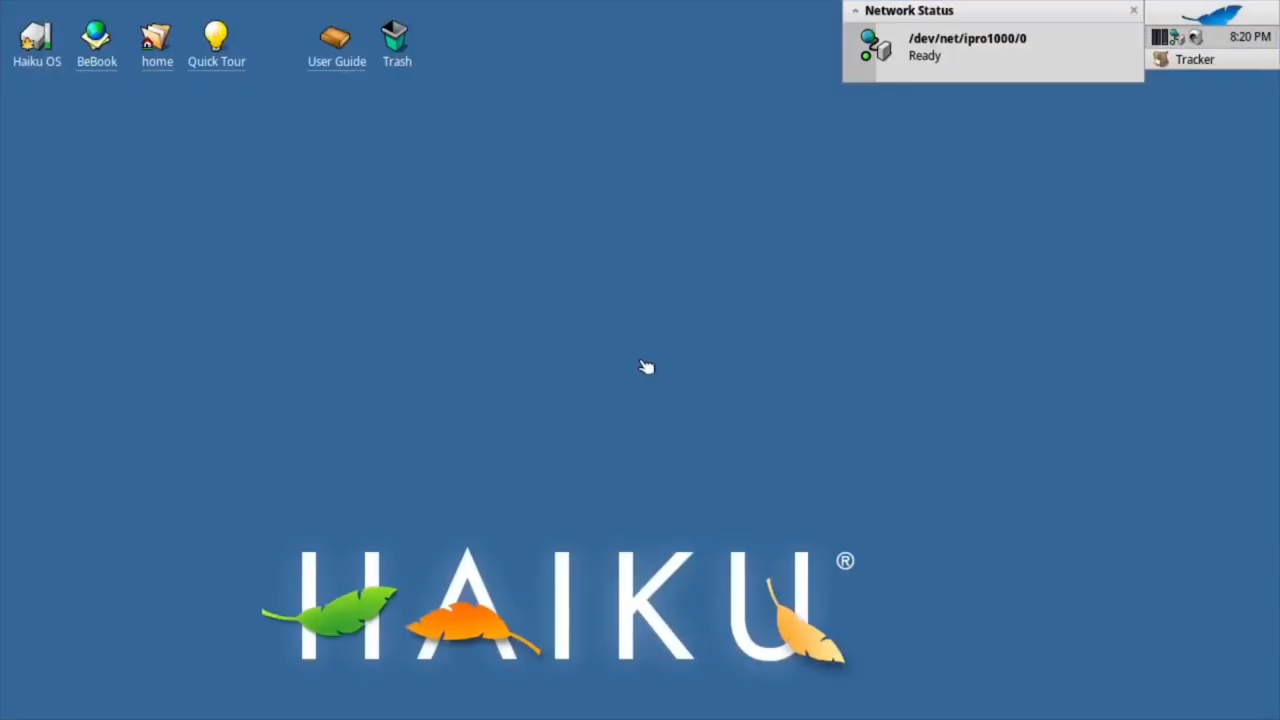 Network Status
/dev/net/ipro1000/0
Ready
8:20 PM
Tracker
Haiku OS
BeBook
home
Quick Tour
User Guide
Trash
HAIKU®